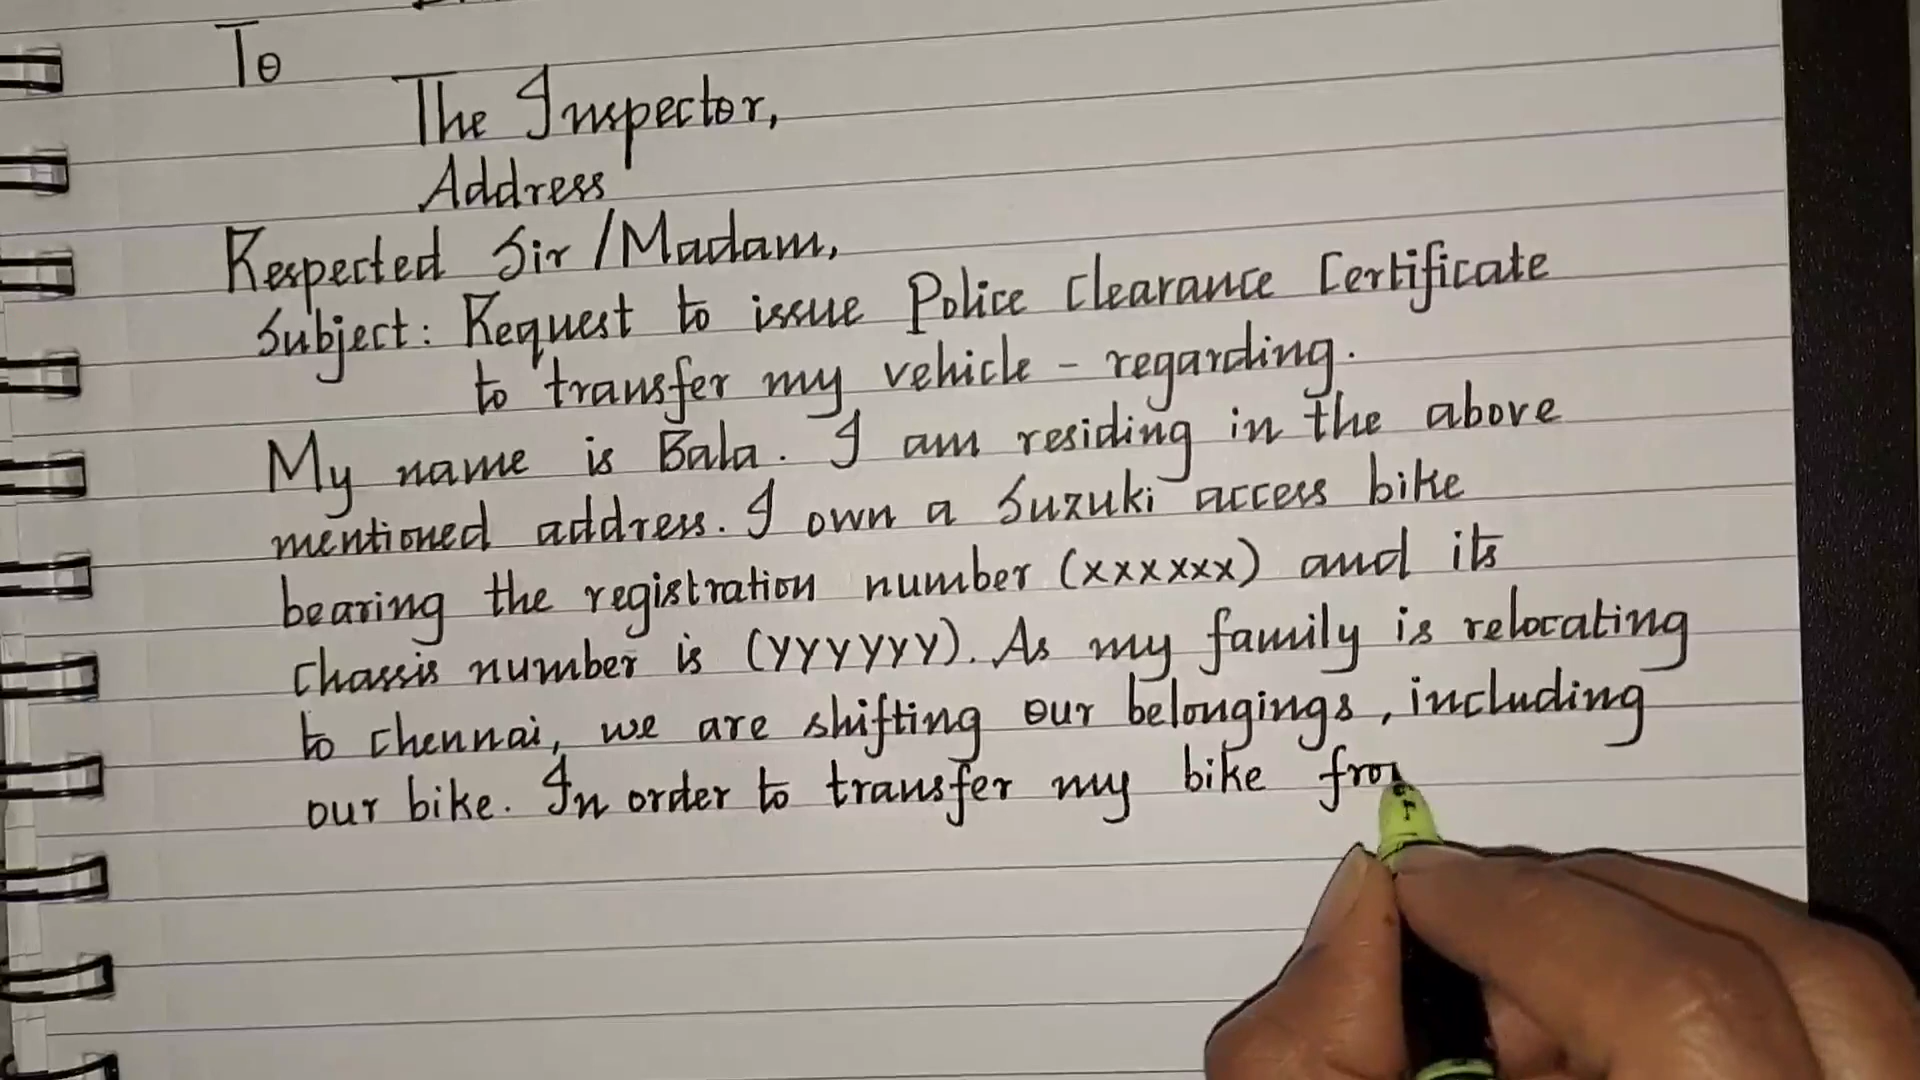 To
The Inspector,
Address
Respected Sir/Madam,
Subject: Request to issue Police Clearance Certificate
to transfer my vehicle - regarding.
My name is Bala. I am residing in the above
mentioned address. I own a Suzuki access bike
bearing the registration number (xxxxxx) and its
chassis number is (YYYYYY). As my family is relocating
to chennai, we are shifting our belongings, including
our bike. In order to transfer my bike fro